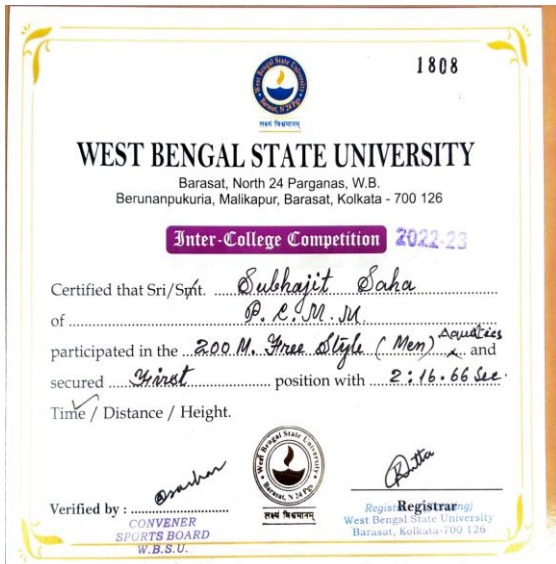 1808
West Bengal State University
Barasat, N 24 Pgs
WEST BENGAL STATE UNIVERSITY
Barasat, North 24 Parganas, W.B.
Berunanpukuria, Malikapur, Barasat, Kolkata - 700 126
Inter-College Competition 2022-23
Certified that Sri/Smt. Subhajit Saha
of P. C. M. M.
participated in the 200 M. Free Style (Men) Aquatics and
secured First position with 2:16.66 Sec.
Time / Distance / Height.
West Bengal State University
Barasat, N 24 Pgs
Verified by :
CONVENER
SPORTS BOARD
W.B.S.U.
Registrar
West Bengal State University
Barasat, Kolkata-700 126